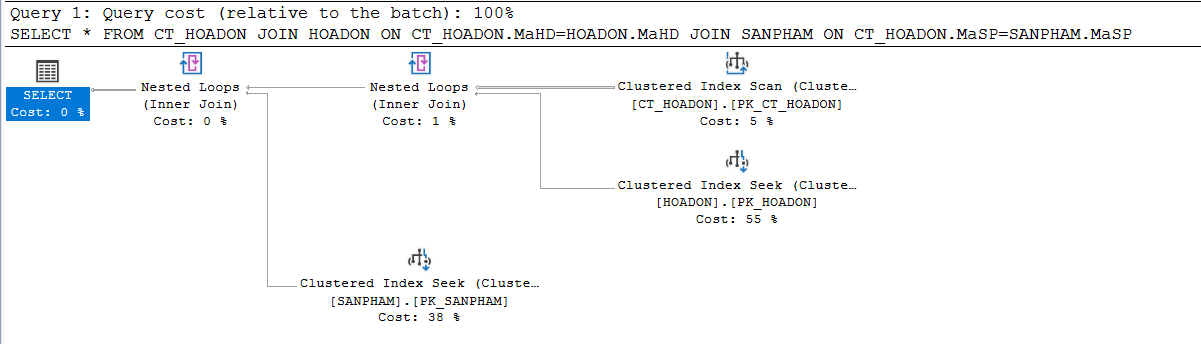 Query 1: Query cost (relative to the batch): 100%
SELECT * FROM CT_HOADON JOIN HOADON ON CT_HOADON.MaHD=HOADON.MaHD JOIN SANPHAM ON CT_HOADON.MaSP=SANPHAM.MaSP
SELECT
Cost: 0 %
Nested Loops
(Inner Join)
Cost: 0 %
Nested Loops
(Inner Join)
Cost: 1 %
Clustered Index Scan (Cluste…
[CT_HOADON].[PK_CT_HOADON]
Cost: 5 %
Clustered Index Seek (Cluste…
[HOADON].[PK_HOADON]
Cost: 55 %
Clustered Index Seek (Cluste…
[SANPHAM].[PK_SANPHAM]
Cost: 38 %